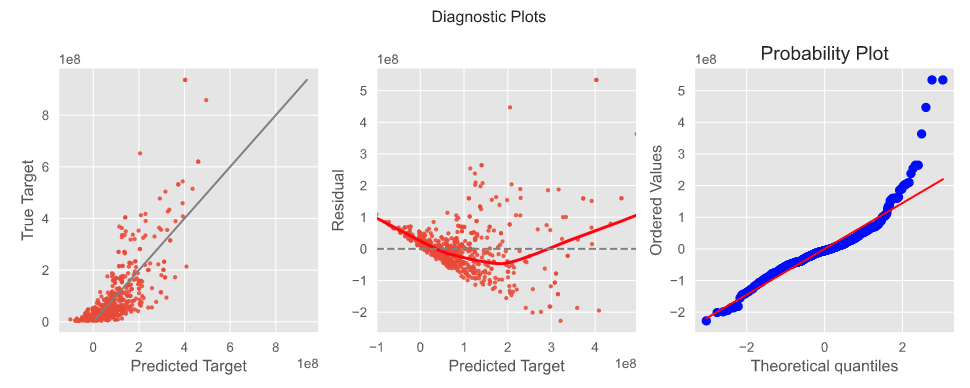 Diagnostic Plots
1e8
True Target
8
6
4
2
0
0
2
4
6
8
1e8
Predicted Target
1e8
Residual
5
4
3
2
1
0
−1
−2
−1
0
1
2
3
4
1e8
Predicted Target
Probability Plot
1e8
Ordered Values
5
4
3
2
1
0
−1
−2
−2
0
2
Theoretical quantiles